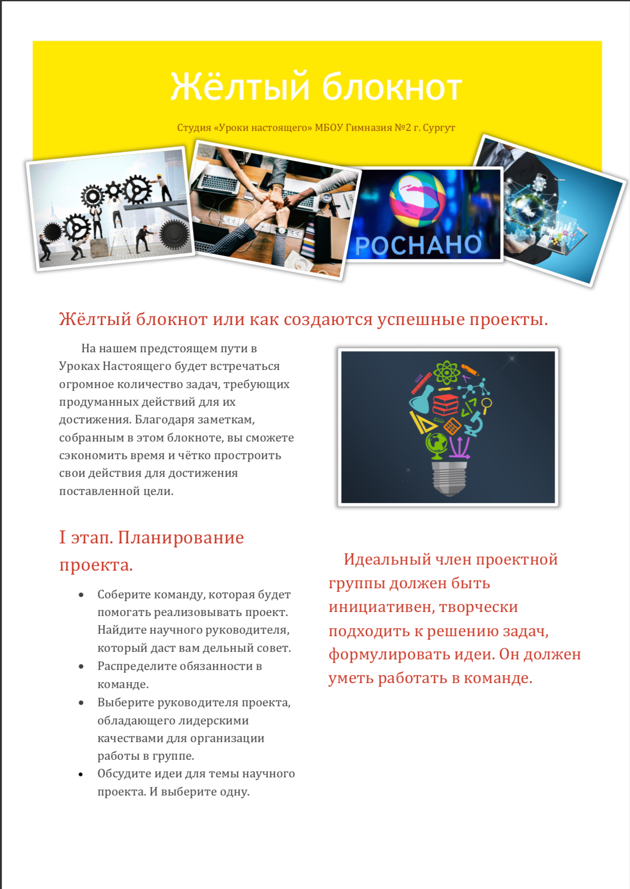 Жёлтый блокнот
Студия «Уроки настоящего» МБОУ Гимназия №2 г. Сургут
РОСНАНО
Жёлтый блокнот или как создаются успешные проекты.
На нашем предстоящем пути в
Уроках Настоящего будет встречаться
огромное количество задач, требующих
продуманных действий для их
достижения. Благодаря заметкам,
собранным в этом блокноте, вы сможете
сэкономить время и чётко простроить
свои действия для достижения
поставленной цели.
I этап. Планирование
проекта.
• Соберите команду, которая будет
помогать реализовывать проект.
Найдите научного руководителя,
который даст вам дельный совет.
• Распределите обязанности в
команде.
• Выберите руководителя проекта,
обладающего лидерскими
качествами для организации
работы в группе.
• Обсудите идеи для темы научного
проекта. И выберите одну.
Идеальный член проектной
группы должен быть
инициативен, творчески
подходить к решению задач,
формулировать идеи. Он должен
уметь работать в команде.